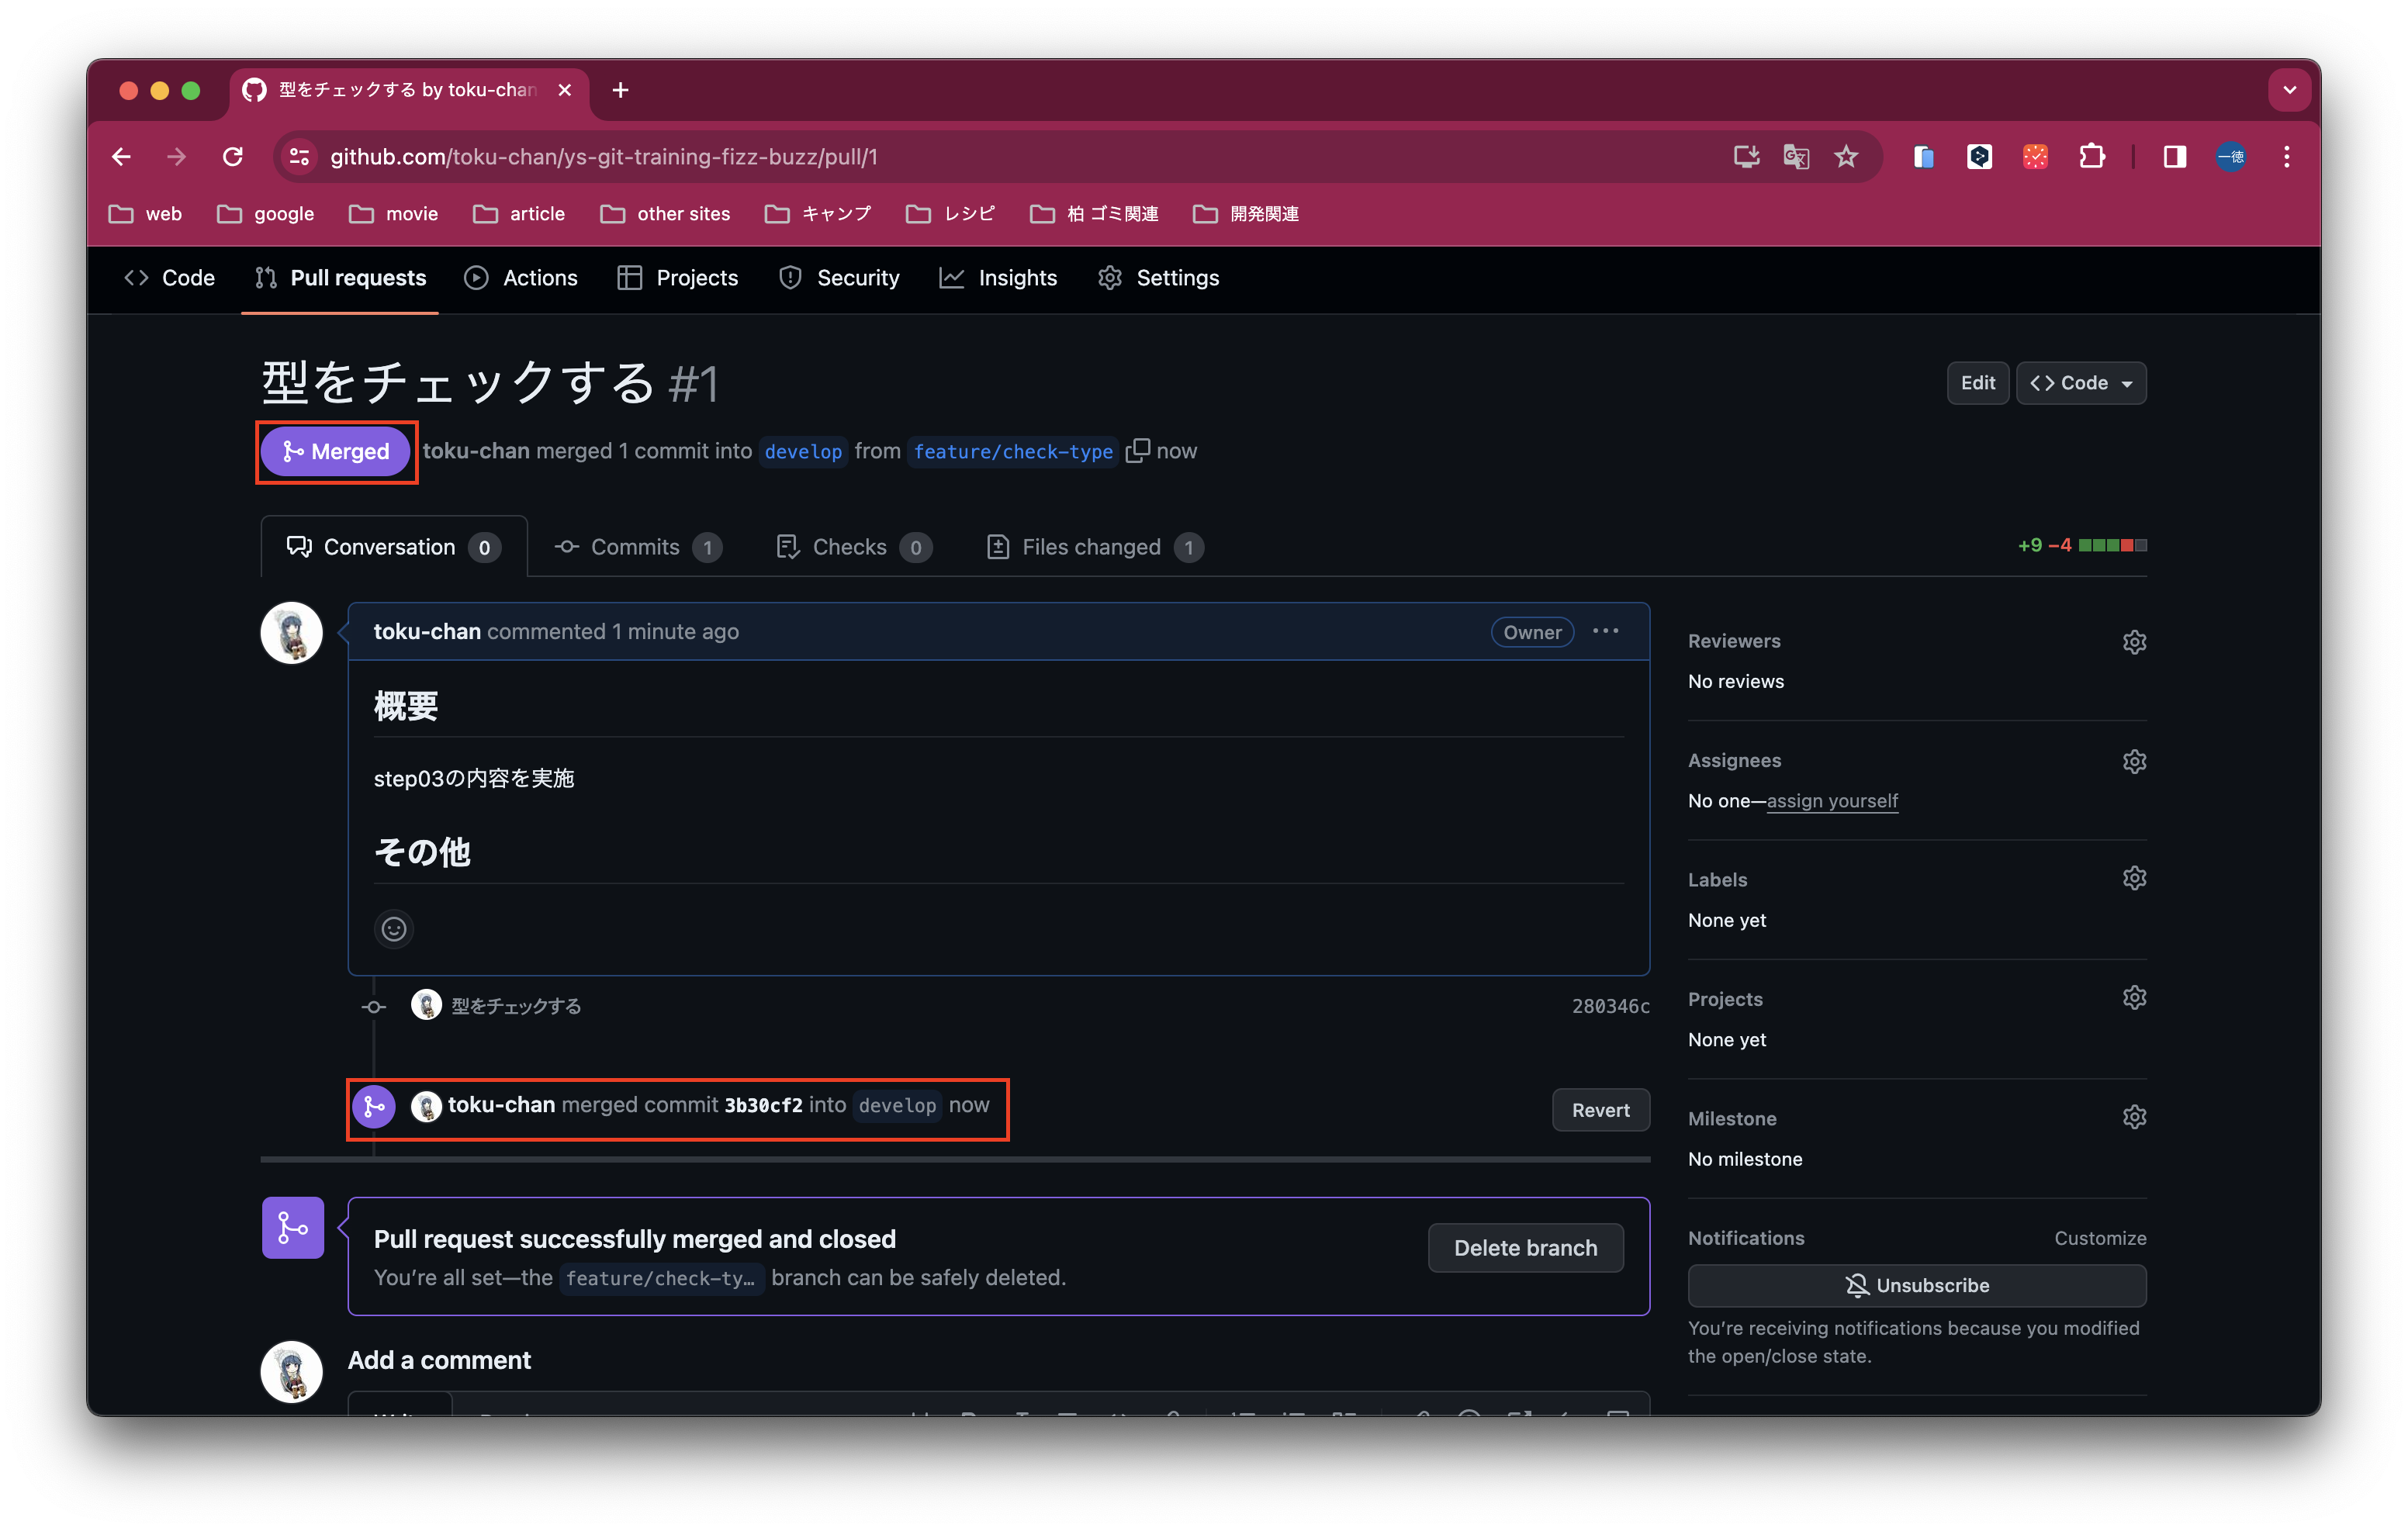 型をチェックする by toku-chan
github.com/toku-chan/ys-git-training-fizz-buzz/pull/1
一徳
web google movie article other sites キャンプ レシピ 柏 ゴミ関連 開発関連
Code Pull requests Actions Projects Security Insights Settings
型をチェックする #1
Edit Code
Merged toku-chan merged 1 commit into develop from feature/check-type now
Conversation 0 Commits 1 Checks 0 Files changed 1
+9 −4
toku-chan commented 1 minute ago
Owner
概要
step03の内容を実施
その他
型をチェックする 280346c
toku-chan merged commit 3b30cf2 into develop now
Revert
Pull request successfully merged and closed
You're all set—the feature/check-ty… branch can be safely deleted.
Delete branch
Add a comment
Reviewers
No reviews
Assignees
No one—assign yourself
Labels
None yet
Projects
None yet
Milestone
No milestone
Notifications Customize
Unsubscribe
You're receiving notifications because you modified
the open/close state.